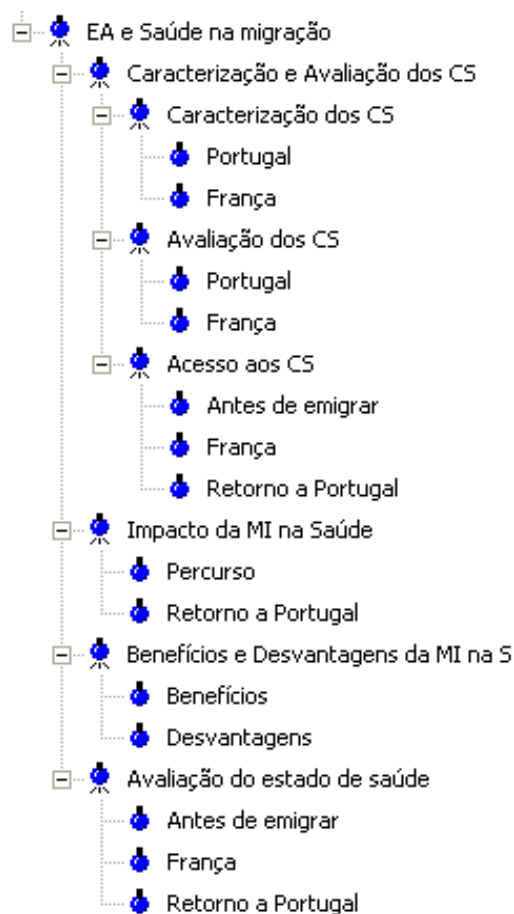 EA e Saúde na migração
Caracterização e Avaliação dos CS
Caracterização dos CS
Portugal
França
Avaliação dos CS
Portugal
França
Acesso aos CS
Antes de emigrar
França
Retorno a Portugal
Impacto da MI na Saúde
Percurso
Retorno a Portugal
Benefícios e Desvantagens da MI na S
Benefícios
Desvantagens
Avaliação do estado de saúde
Antes de emigrar
França
Retorno a Portugal